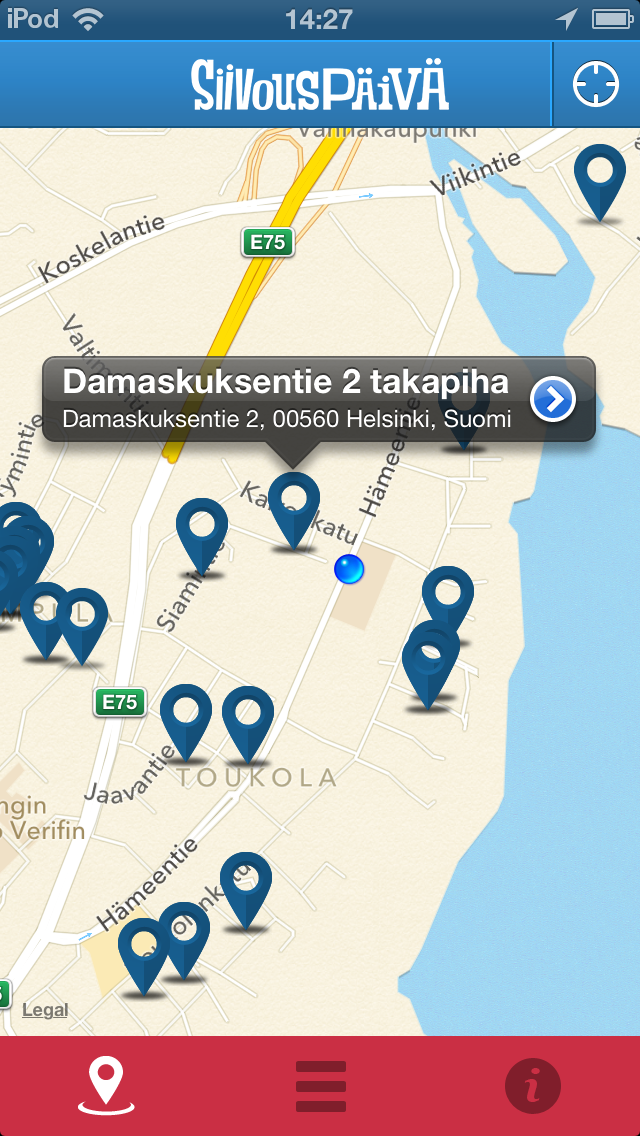 iPod
14:27
SIIVOUSPÄIVÄ
Vanhakaupunki
Viikintie
Koskelantie
E75
Damaskuksentie 2 takapiha
Damaskuksentie 2, 00560 Helsinki, Suomi
Hämeentie
E75
TOUKOLA
Jaavantie
Verifin
Hämeentie
Legal